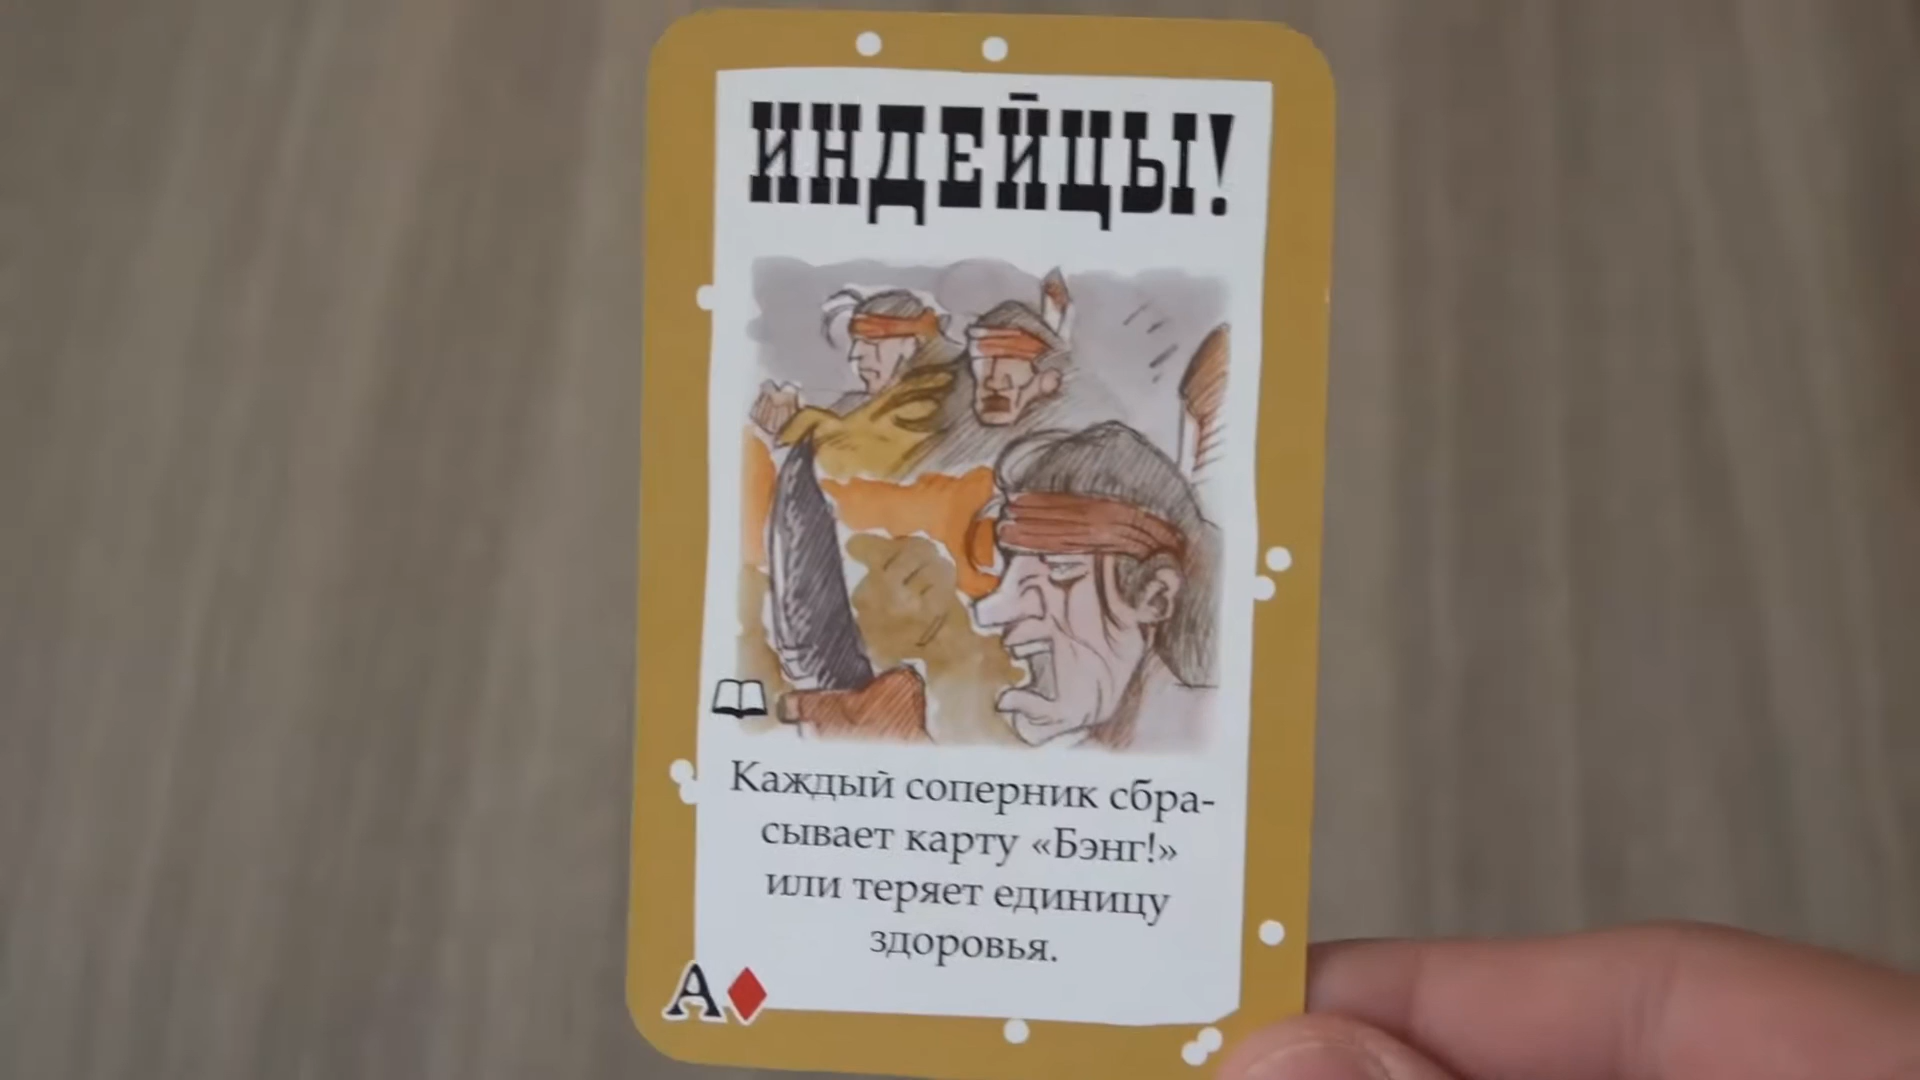 ИНДЕЙЦЫ!
Каждый соперник сбра-
сывает карту «Бэнг!»
или теряет единицу
здоровья.
A♦